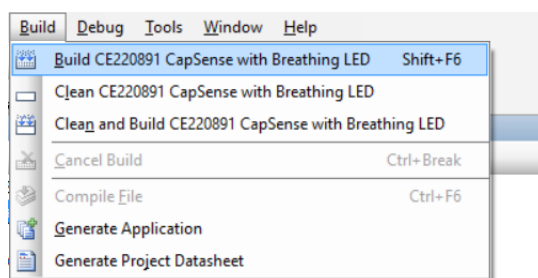 Build Debug Tools Window Help
Build CE220891 CapSense with Breathing LED Shift+F6
Clean CE220891 CapSense with Breathing LED
Clean and Build CE220891 CapSense with Breathing LED
Cancel Build Ctrl+Break
Compile File Ctrl+F6
Generate Application
Generate Project Datasheet